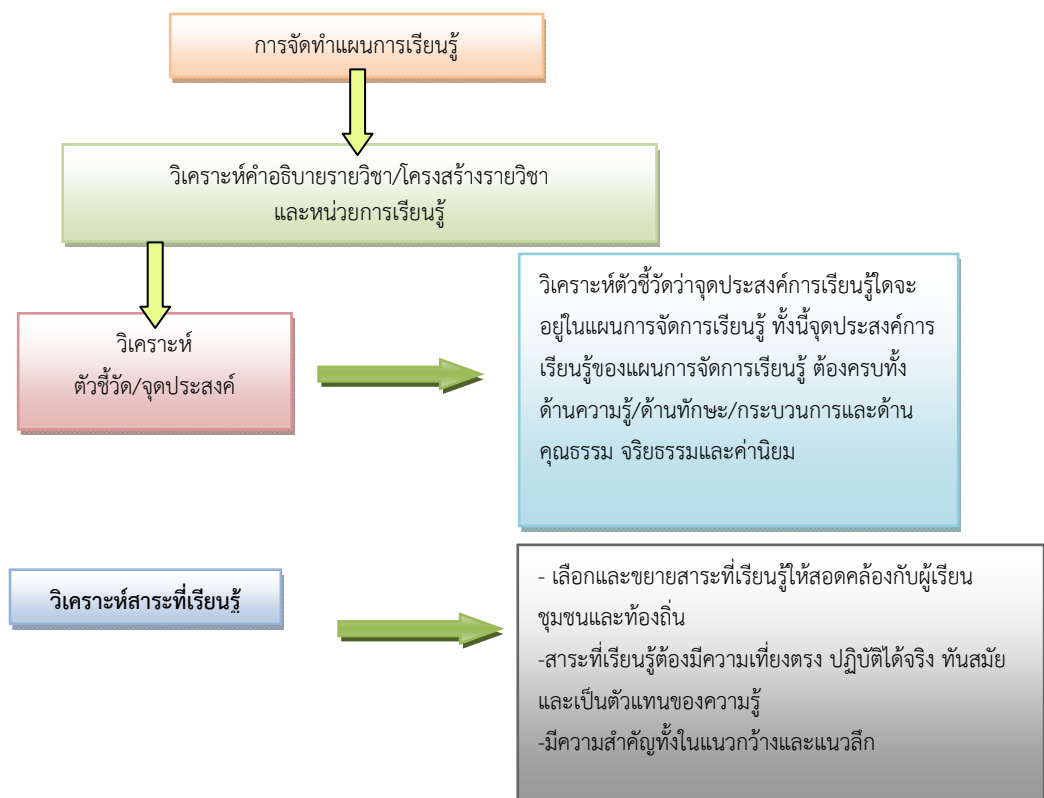 การจัดทำแผนการเรียนรู้
วิเคราะห์คำอธิบายรายวิชา/โครงสร้างรายวิชา
และหน่วยการเรียนรู้
วิเคราะห์
ตัวชี้วัด/จุดประสงค์
วิเคราะห์ตัวชี้วัดว่าจุดประสงค์การเรียนรู้ใดจะ
อยู่ในแผนการจัดการเรียนรู้ ทั้งนี้จุดประสงค์การ
เรียนรู้ของแผนการจัดการเรียนรู้ ต้องครบทั้ง
ด้านความรู้/ด้านทักษะ/กระบวนการและด้าน
คุณธรรม จริยธรรมและค่านิยม
วิเคราะห์สาระที่เรียนรู้
- เลือกและขยายสาระที่เรียนรู้ให้สอดคล้องกับผู้เรียน
ชุมชนและท้องถิ่น
-สาระที่เรียนรู้ต้องมีความเที่ยงตรง ปฏิบัติได้จริง ทันสมัย
และเป็นตัวแทนของความรู้
-มีความสำคัญทั้งในแนวกว้างและแนวลึก